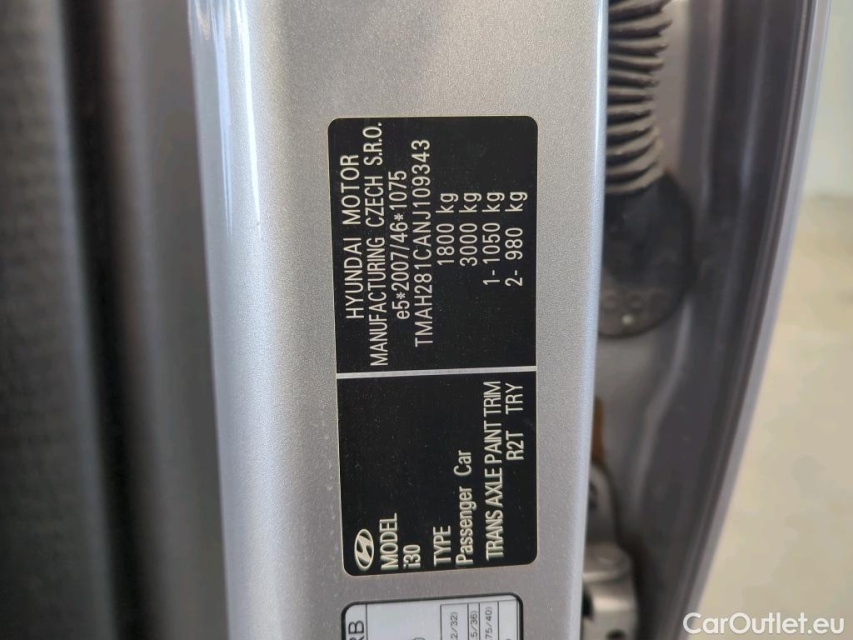 HYUNDAI MOTOR
MANUFACTURING CZECH S.R.O.
e5*2007/46*1075
TMAH281CANJ109343
1800 kg
3000 kg
1- 1050 kg
2- 980 kg
MODEL
i30
TYPE
Passenger Car
TRANS AXLE PAINT TRIM
R2T TRY
CarOutlet.eu